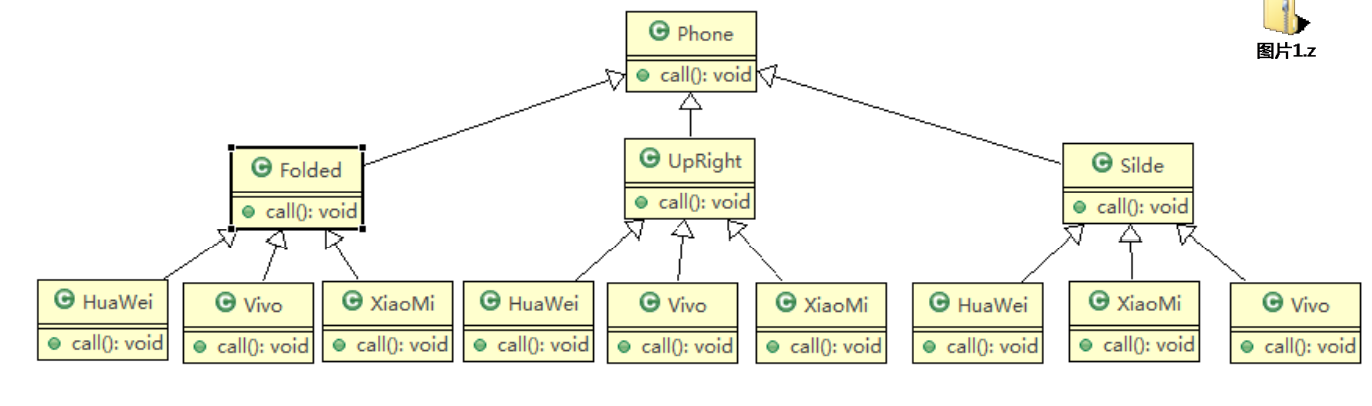 图片1.z
C Phone
call(): void
C Folded
call(): void
C UpRight
call(): void
C Silde
call(): void
C HuaWei
call(): void
C Vivo
call(): void
C XiaoMi
call(): void
C HuaWei
call(): void
C Vivo
call(): void
C XiaoMi
call(): void
C HuaWei
call(): void
C XiaoMi
call(): void
C Vivo
call(): void